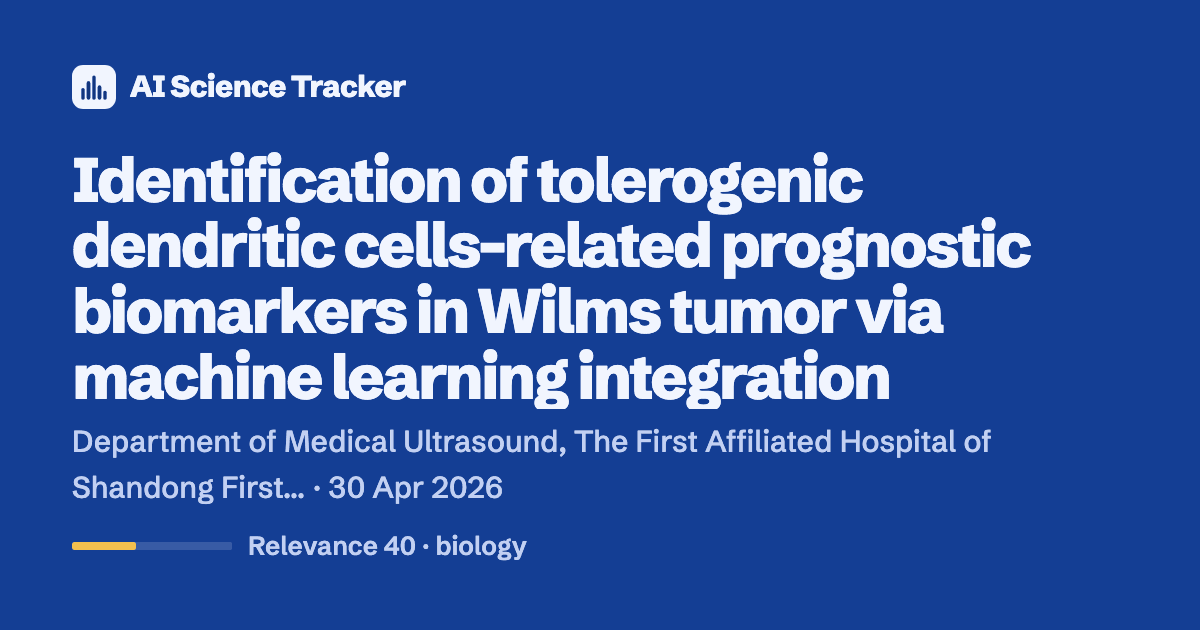 AI Science Tracker
Identification of tolerogenic
dendritic cells-related prognostic
biomarkers in Wilms tumor via
machine learning integration
Department of Medical Ultrasound, The First Affiliated Hospital of
Shandong First... · 30 Apr 2026
Relevance 40 · biology